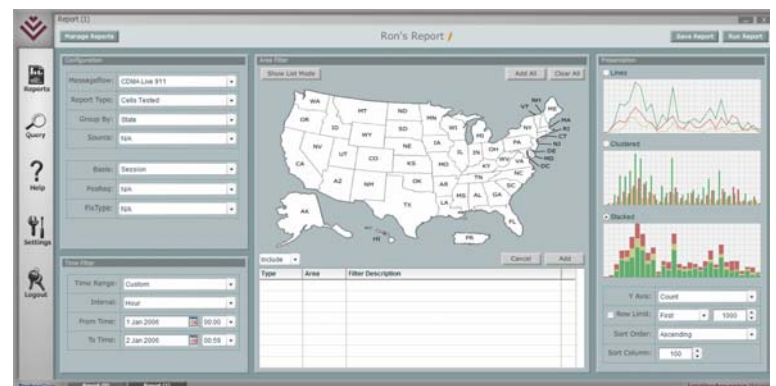 Report (1)
Manage Reports
Ron's Report
Save Report
Run Report
Reports
Query
Help
Settings
Logout
Configuration
Messageflow: CDMA Live 911
Report Type: Cells Tested
Group By: State
Counts: N/A
Basis: Session
PosReq: N/A
FixType: N/A
Time Filter
Time Range: Custom
Interval: Hour
From Time: 1 Jan 2006 00:00
To Time: 2 Jan 2006 00:59
Area Filter
Show List Mode
Add All
Clear All
WA
MT
ND
MN
VT
NH
ME
OR
ID
SD
WI
MI
NY
MA
RI
CT
WY
NE
IA
PA
NJ
DE
MD
DC
NV
UT
CO
IL
IN
OH
WV
VA
CA
KS
MO
KY
NC
AZ
NM
OK
AR
TN
SC
TX
LA
MS
AL
GA
FL
AK
HI
PR
Include
Cancel
Add
Type
Area
Filter Description
Presentation
Lines
Clustered
Stacked
Y Axis: Count
Row Limit: First 1000
Sort Order: Ascending
Sort Column: 100